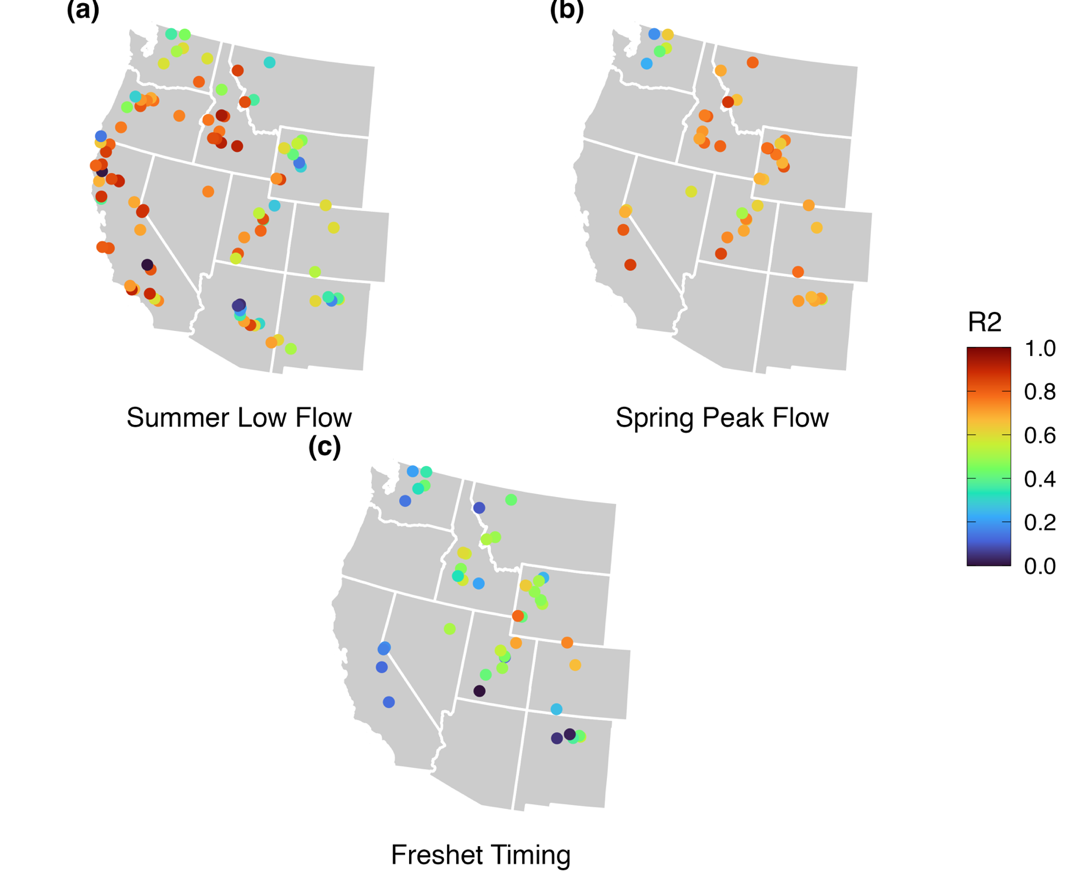 (a)
(b)
Summer Low Flow
Spring Peak Flow
(c)
Freshet Timing
R2
1.0
0.8
0.6
0.4
0.2
0.0